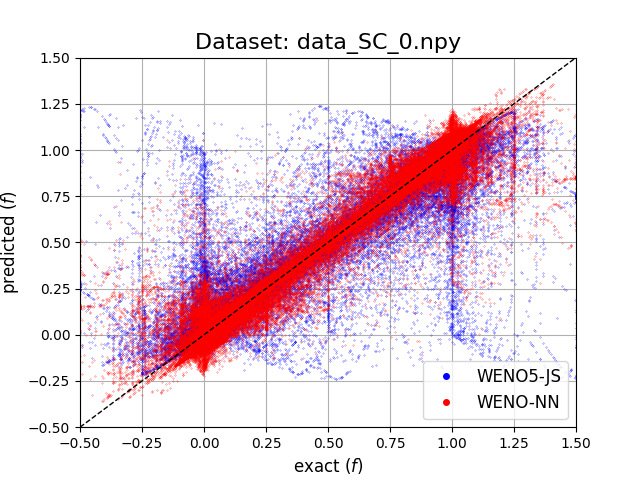 Dataset: data_SC_0.npy
predicted (f)
1.50
1.25
1.00
0.75
0.50
0.25
0.00
−0.25
−0.50
WENO5-JS
WENO-NN
−0.50 −0.25 0.00 0.25 0.50 0.75 1.00 1.25 1.50
exact (f)